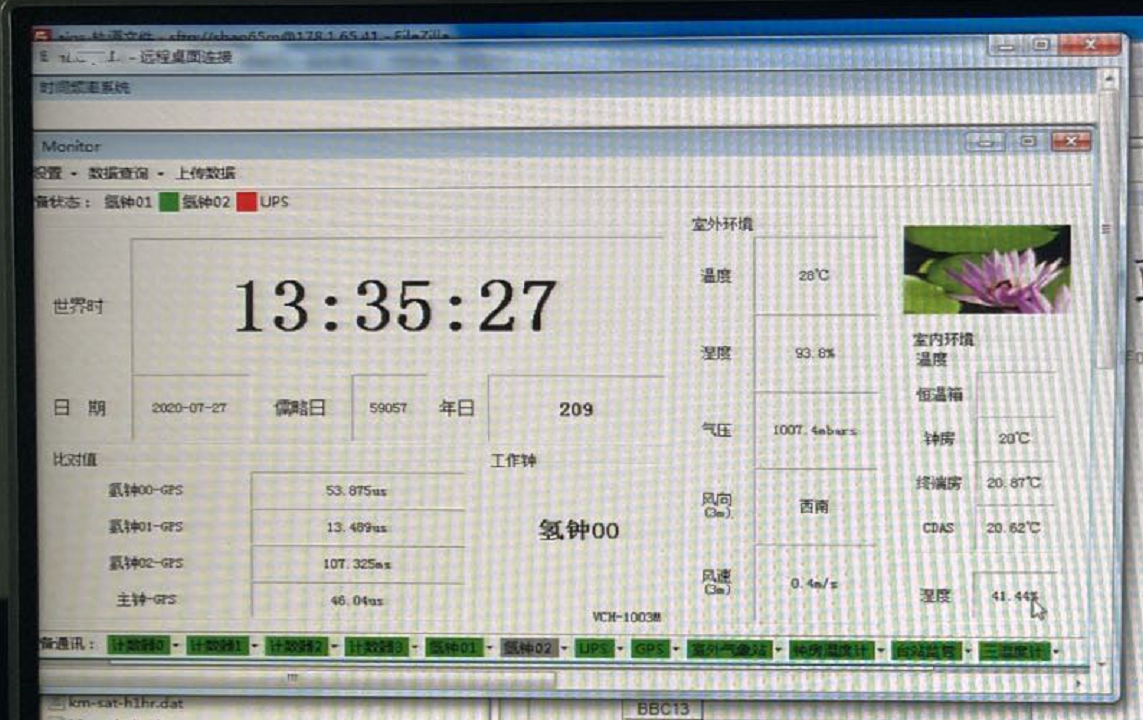 - sftp://shao65m@178.1.65.41 - FileZilla
- 远程桌面连接
时间频率系统
Monitor
设置 数据查询 上传数据
备状态： 氢钟01 氢钟02 UPS
世界时 13:35:27
日 期 2020-07-27 儒略日 59057 年日 209
比对值
氢钟00-GPS 53.875us
氢钟01-GPS 13.489us
氢钟02-GPS 107.325ms
主钟-GPS 46.04us
工作钟
氢钟00
VCH-1003M
室外环境
温度 28℃
湿度 93.8%
气压 1007.4mbars
风向(3m) 西南
风速(3m) 0.4m/s
室内环境
温度
恒温箱
钟房 20℃
终端房 20.87℃
CDAS 20.62℃
湿度 41.44%
备通讯： 计数器0 计数器1 计数器2 计数器3 氢钟01 氢钟02 UPS GPS 室外气象站 钟房温度计 台站监管 三温度计
km-sat-h1hr.dat
BBC13